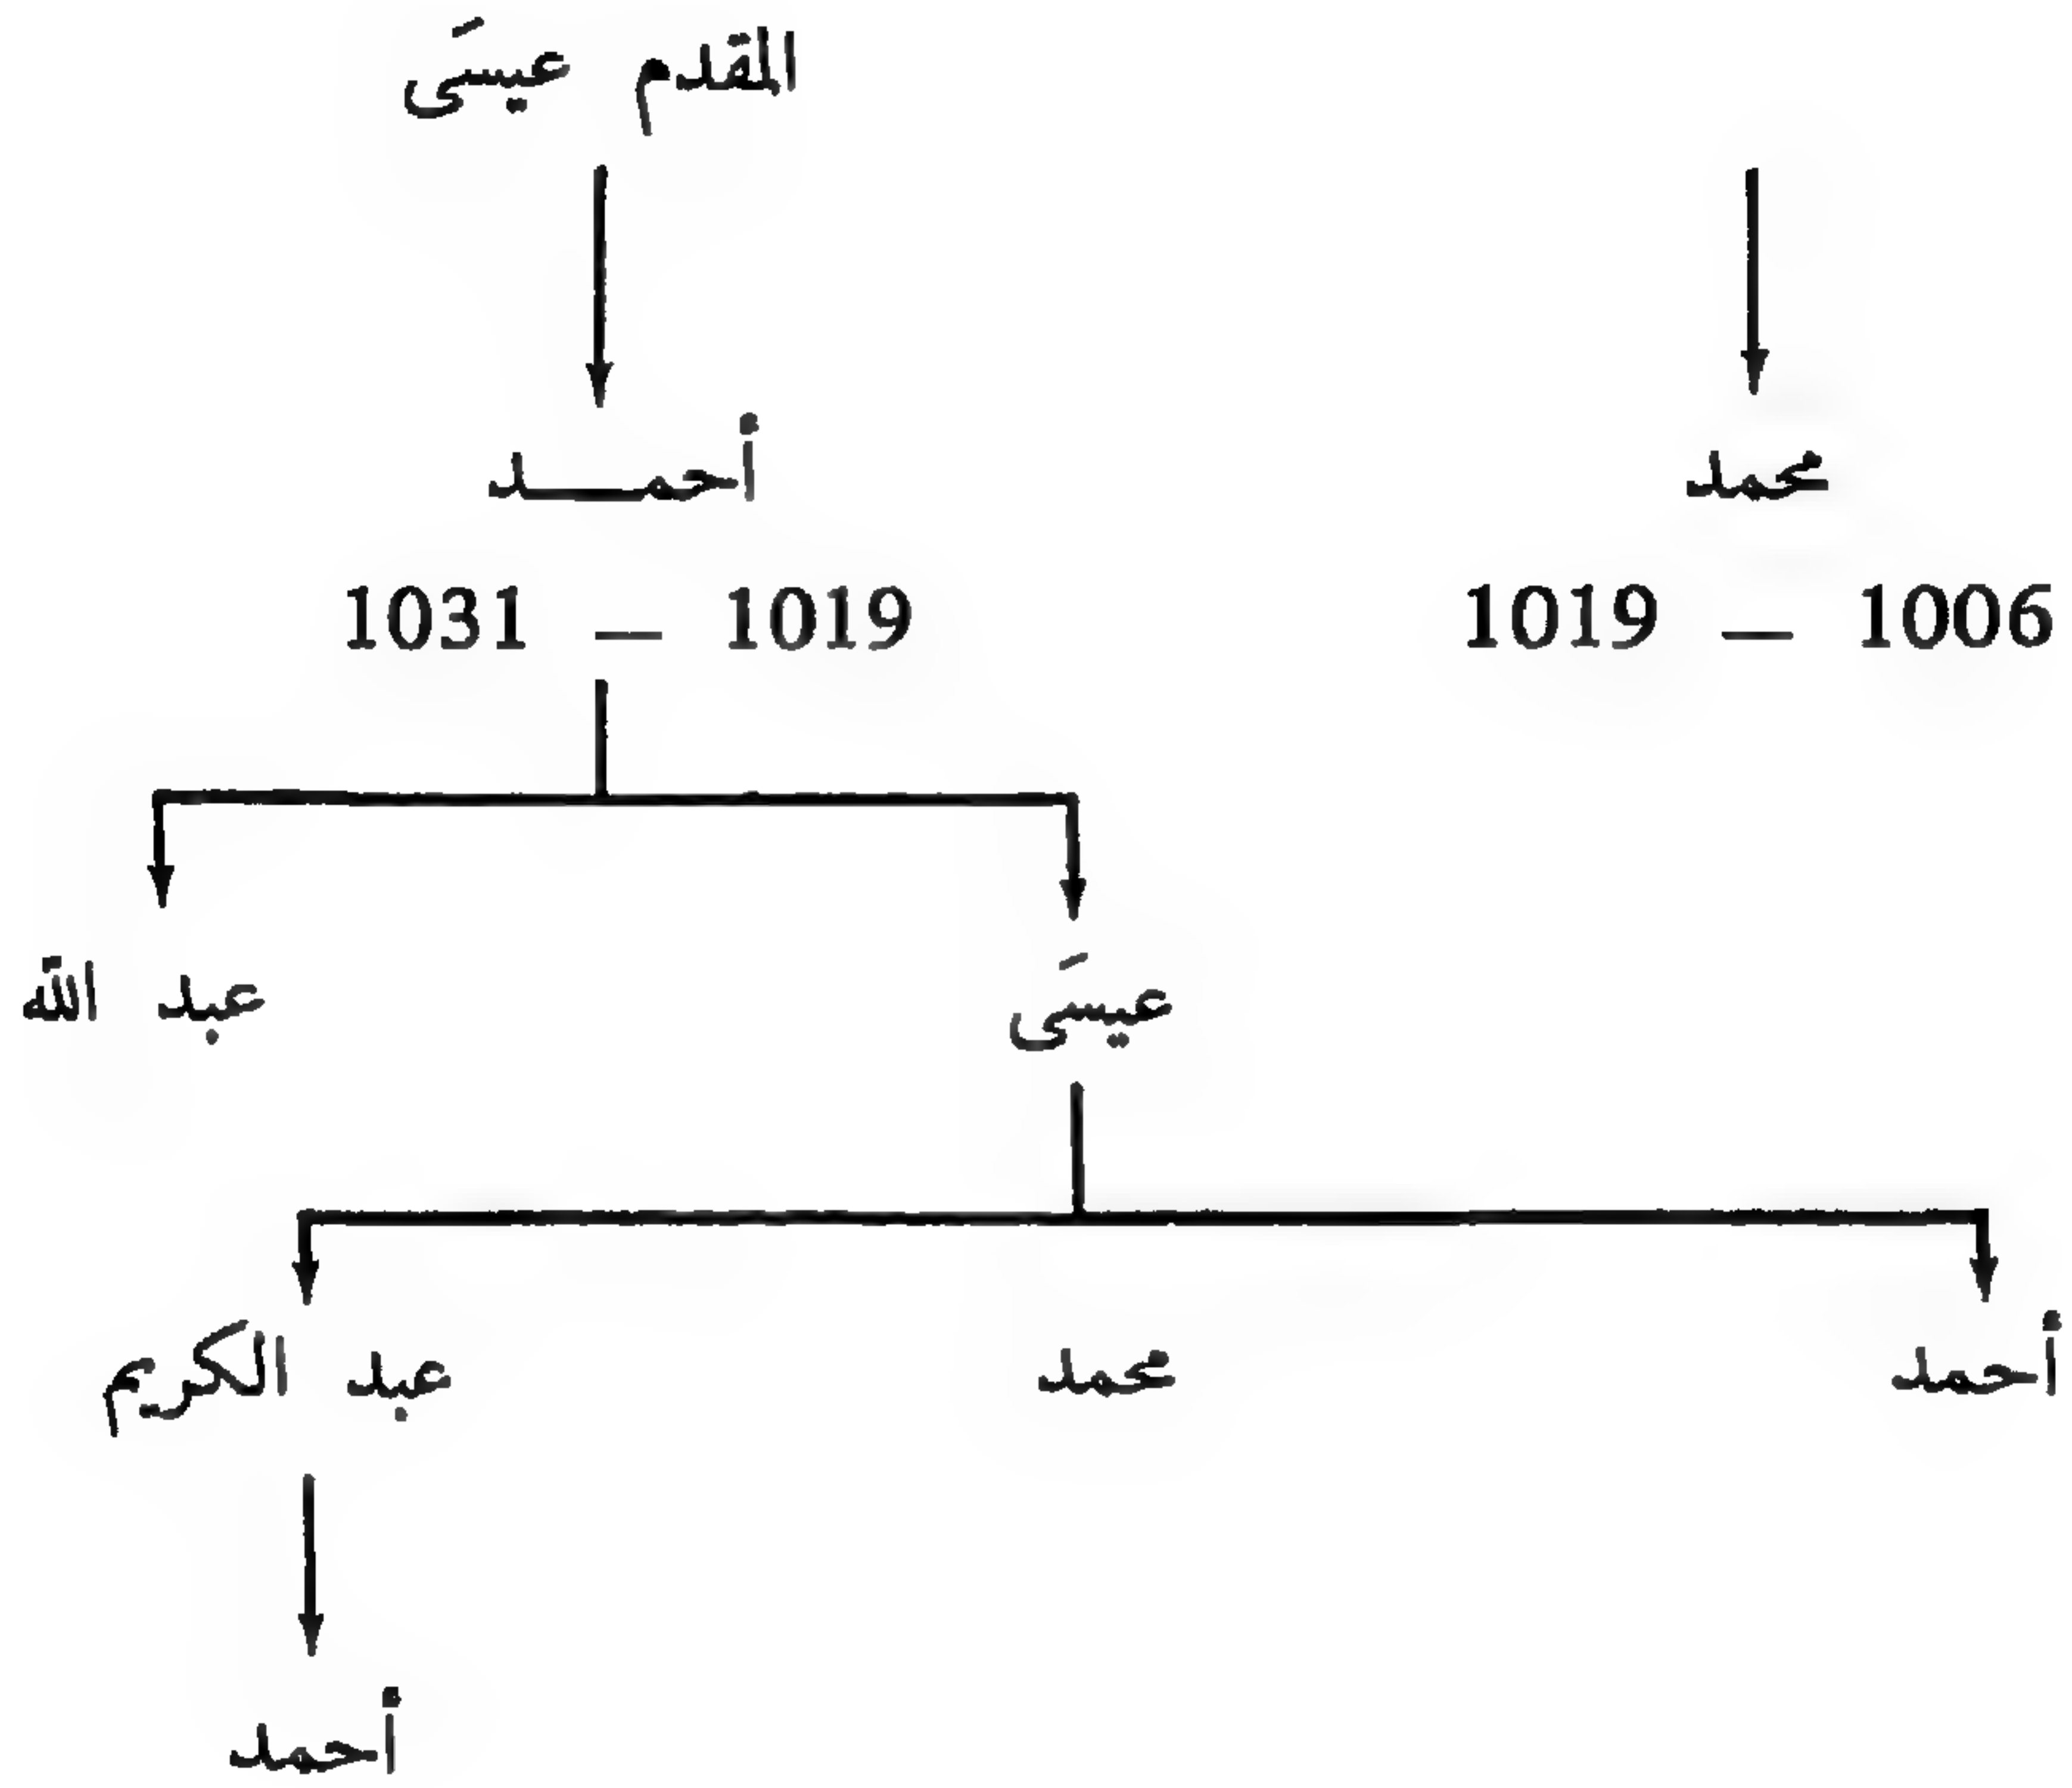 المقدم عيسَى
محمد
أحمـــد
1006 – 1019
1019 – 1031
عيسَى
عبد الله
أحمد
محمد
عبد الكريم
أحمد